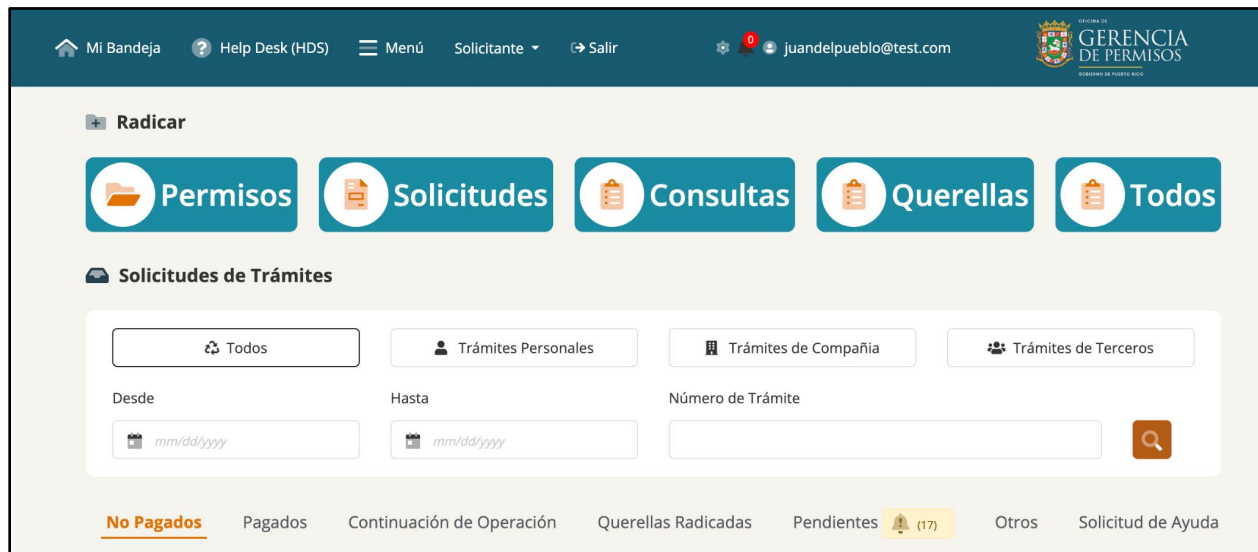 Mi Bandeja ? Help Desk (HDS) Menú Solicitante Salir 0 juandelpueblo@test.com
OFICINA DE
GERENCIA
DE PERMISOS
GOBIERNO DE PUERTO RICO
Radicar
Permisos Solicitudes Consultas Querellas Todos
Solicitudes de Trámites
Todos Trámites Personales Trámites de Compañia Trámites de Terceros
Desde Hasta Número de Trámite
mm/dd/yyyy mm/dd/yyyy
No Pagados Pagados Continuación de Operación Querellas Radicadas Pendientes (17) Otros Solicitud de Ayuda